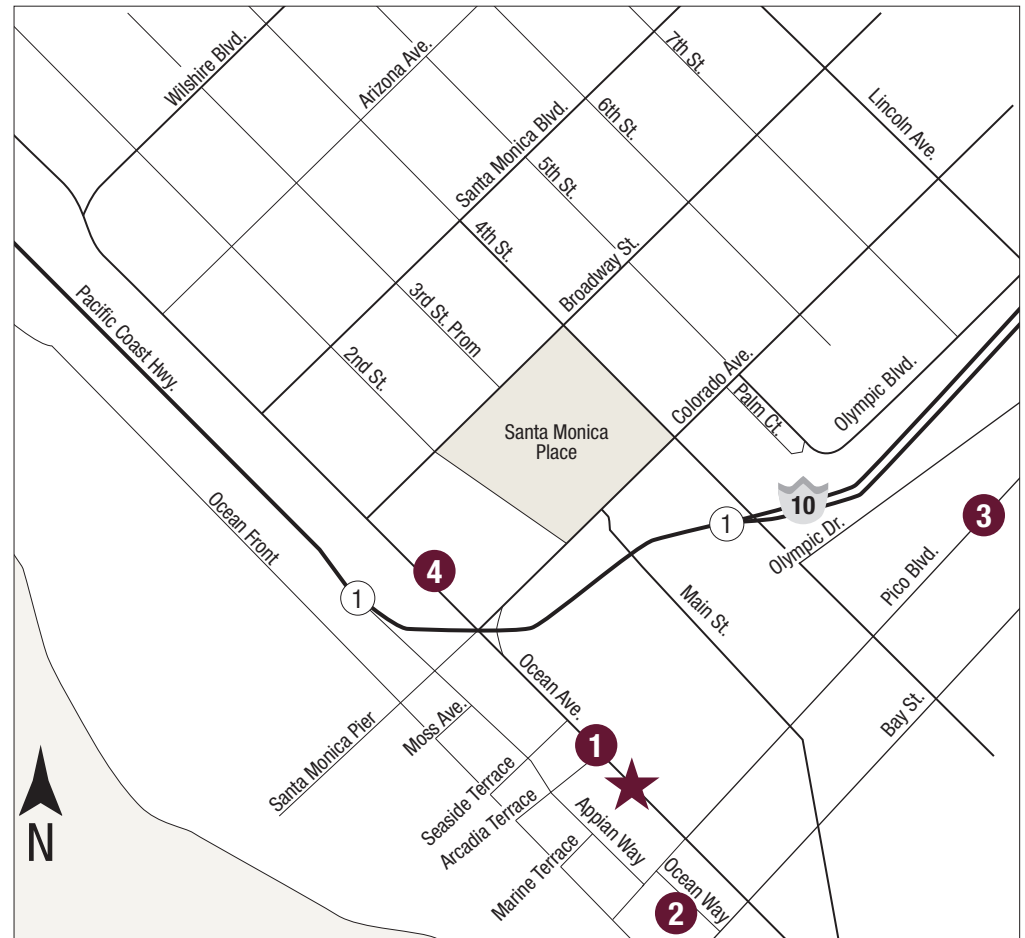 Wilshire Blvd.
Arizona Ave.
7th St.
Lincoln Ave.
6th St.
Santa Monica Blvd.
5th St.
4th St.
Broadway St.
3rd St. Prom
Pacific Coast Hwy.
2nd St.
Colorado Ave.
Palm Ct.
Olympic Blvd.
Santa Monica
Place
10
1
Ocean Front
Olympic Dr.
3
Pico Blvd.
4
1
Main St.
Ocean Ave.
Bay St.
Moss Ave.
Santa Monica Pier
1
Seaside Terrace
Arcadia Terrace
Appian Way
Marine Terrace
Ocean Way
2
N